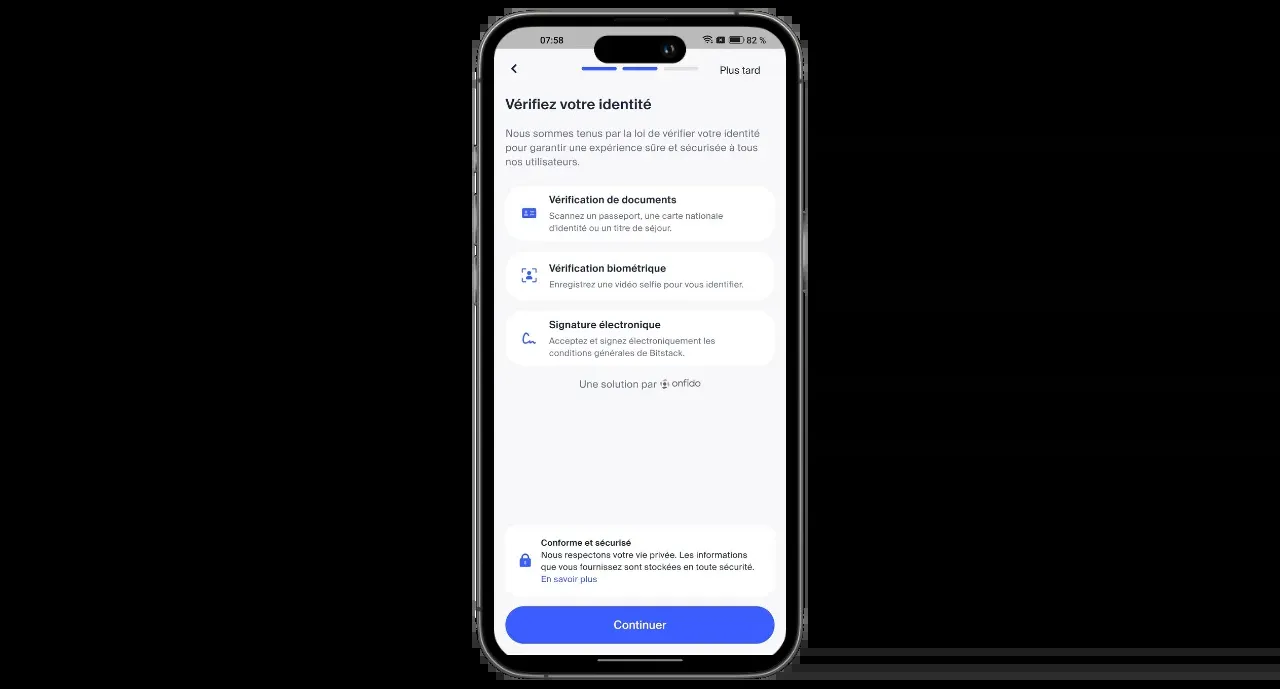 07:58
82 %
Plus tard
Vérifiez votre identité
Nous sommes tenus par la loi de vérifier votre identité
pour garantir une expérience sûre et sécurisée à tous
nos utilisateurs.
Vérification de documents
Scannez un passeport, une carte nationale
d'identité ou un titre de séjour.
Vérification biométrique
Enregistrez une vidéo selfie pour vous identifier.
Signature électronique
Acceptez et signez électroniquement les
conditions générales de Bitstack.
Une solution par onfido
Conforme et sécurisé
Nous respectons votre vie privée. Les informations
que vous fournissez sont stockées en toute sécurité.
En savoir plus
Continuer